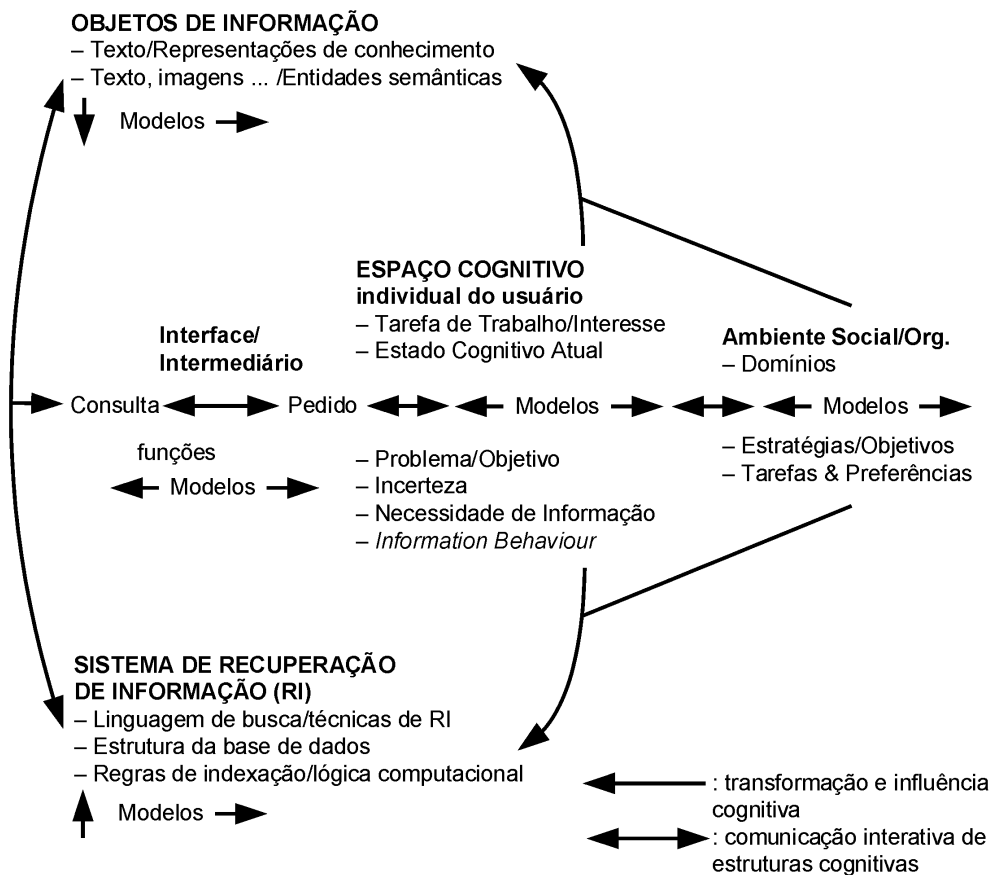 OBJETOS DE INFORMAÇÃO
– Texto/Representações de conhecimento
– Texto, imagens ... /Entidades semânticas
Modelos
ESPAÇO COGNITIVO
individual do usuário
– Tarefa de Trabalho/Interesse
– Estado Cognitivo Atual
Interface/
Intermediário
Ambiente Social/Org.
– Domínios
Consulta
Pedido
Modelos
Modelos
funções
Modelos
– Problema/Objetivo
– Incerteza
– Necessidade de Informação
– Information Behaviour
– Estratégias/Objetivos
– Tarefas & Preferências
SISTEMA DE RECUPERAÇÃO
DE INFORMAÇÃO (RI)
– Linguagem de busca/técnicas de RI
– Estrutura da base de dados
– Regras de indexação/lógica computacional
Modelos
: transformação e influência
cognitiva
: comunicação interativa de
estruturas cognitivas